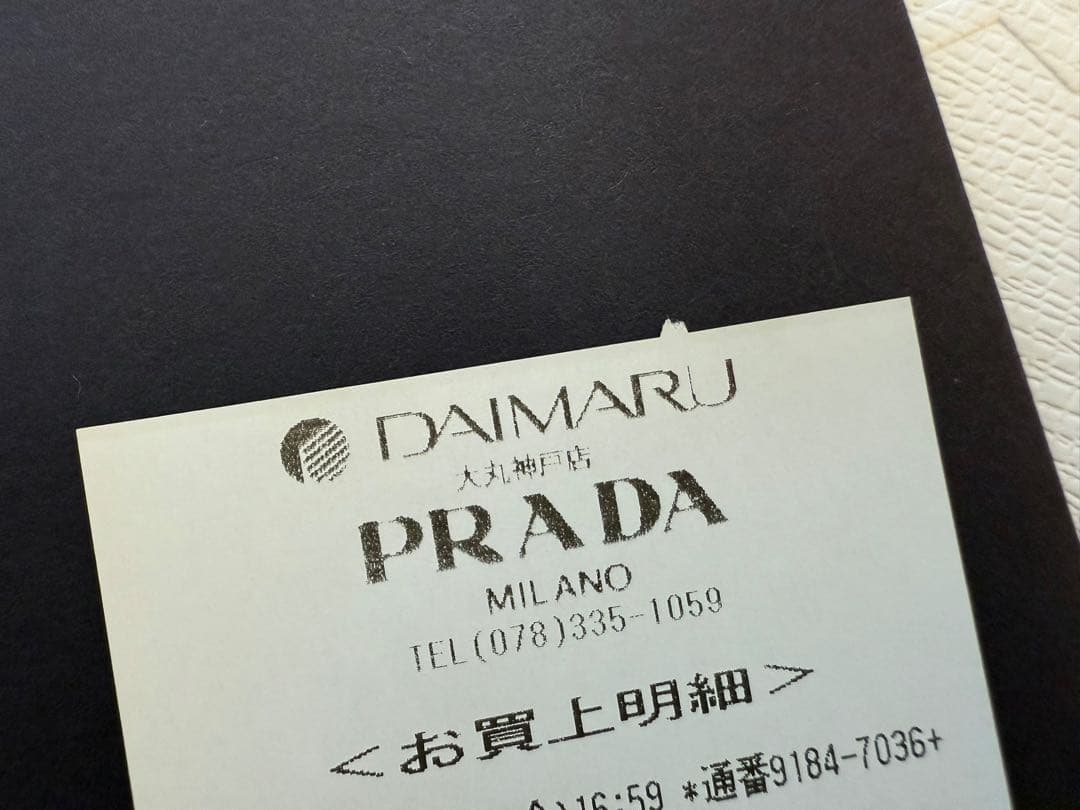 DAIMARU
大丸神戸店
PRADA
MILANO
TEL(078)335-1059
<お買上明細>
)16:59 *通番9184-7036+